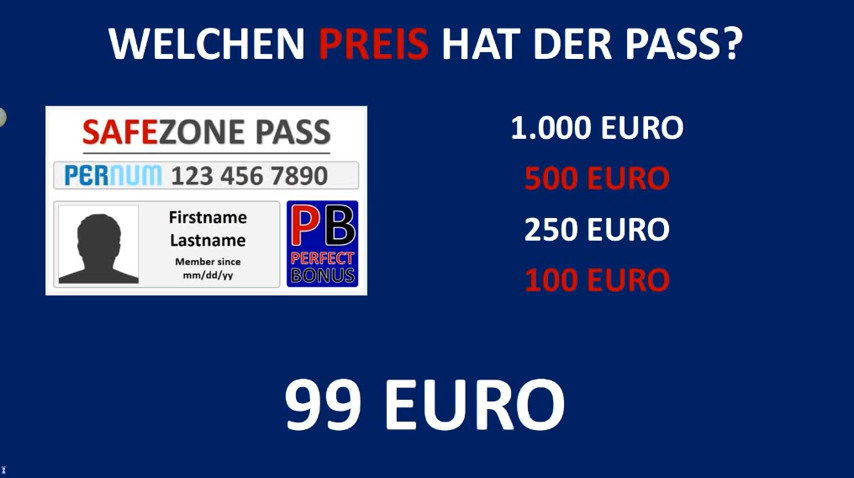 WELCHEN PREIS HAT DER PASS?
SAFEZONE PASS
PERNUM 123 456 7890
Firstname
Lastname
Member since
mm/dd/yy
PB
PERFECT
BONUS
1.000 EURO
500 EURO
250 EURO
100 EURO
99 EURO